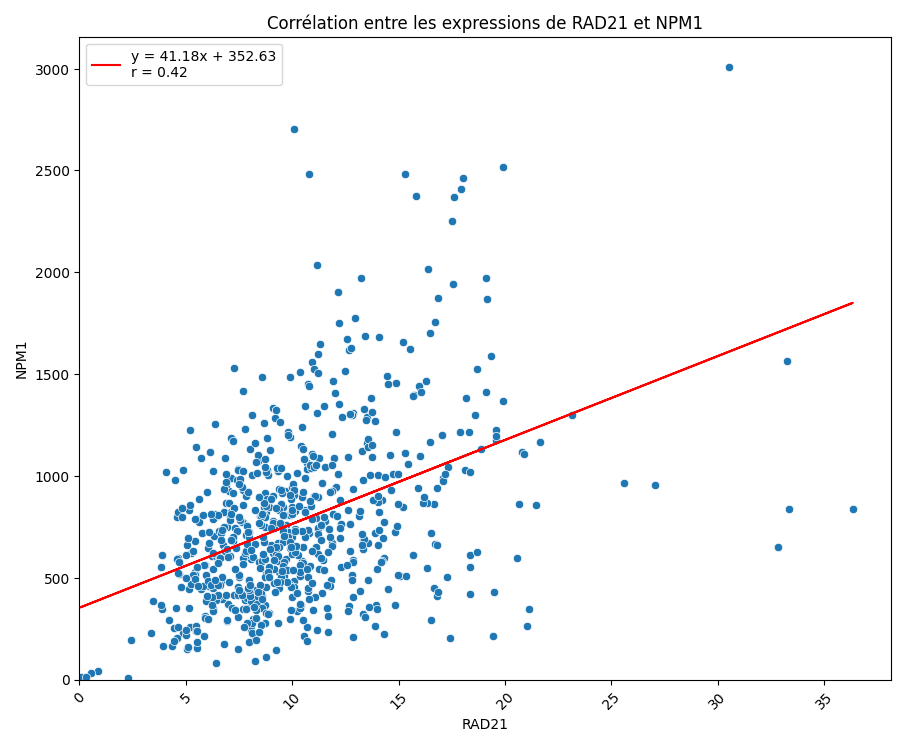 Corrélation entre les expressions de RAD21 et NPM1
y = 41.18x + 352.63
r = 0.42
NPM1
3000
2500
2000
1500
1000
500
0
0 5 10 15 20 25 30 35
RAD21